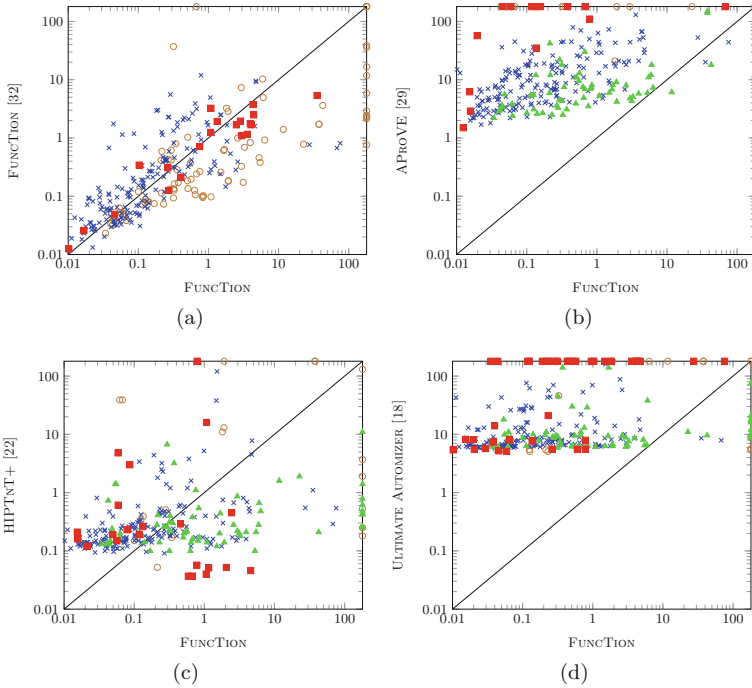 100
10
1
0.1
0.01
0.01 0.1 1 10 100
FUNCTION [32]
FUNCTION
(a)
100
10
1
0.1
0.01
0.01 0.1 1 10 100
APROVE [29]
FUNCTION
(b)
100
10
1
0.1
0.01
0.01 0.1 1 10 100
HIPTNT+ [22]
FUNCTION
(c)
100
10
1
0.1
0.01
0.01 0.1 1 10 100
ULTIMATE AUTOMIZER [18]
FUNCTION
(d)